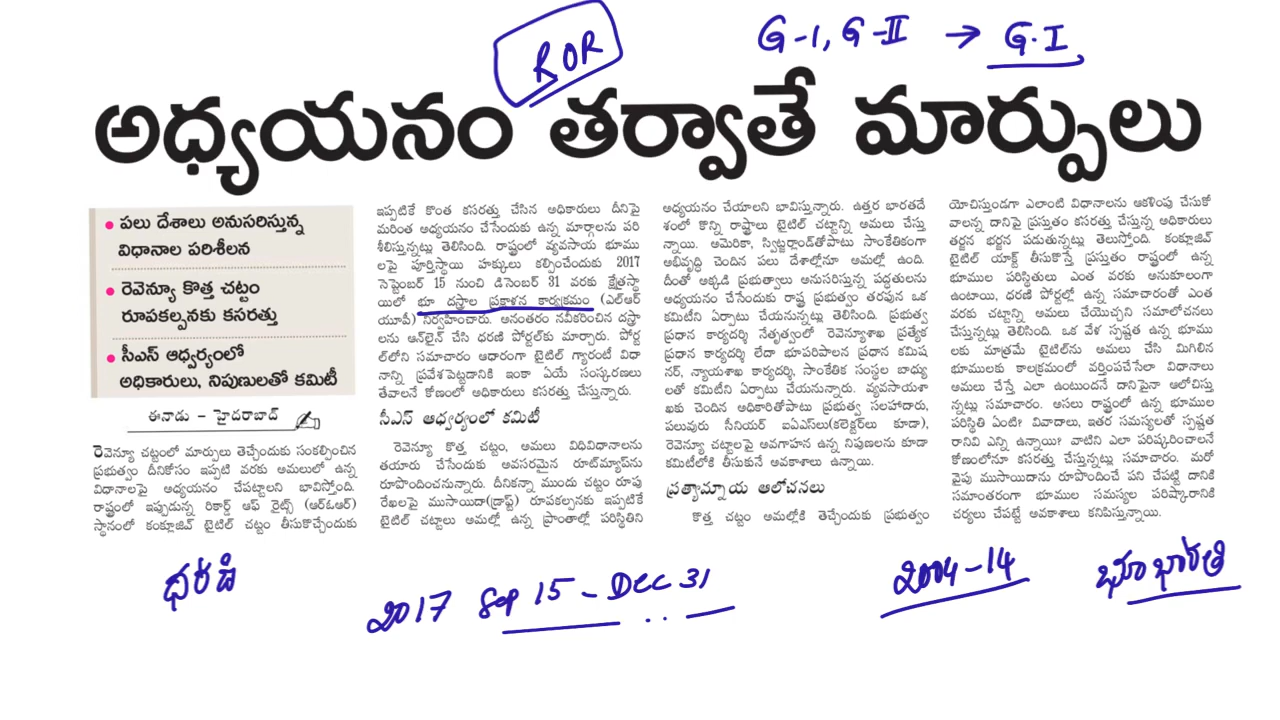 ROR
G-I, G-II → G.I
అధ్యయనం తర్వాతే మార్పులు
• పలు దేశాలు అనుసరిస్తున్న
విధానాల పరిశీలన
• రెవెన్యూ కొత్త చట్టం
రూపకల్పనకు కసరత్తు
• సీఎస్ ఆధ్వర్యంలో
అధికారులు, నిపుణులతో కమిటీ
ఈనాడు - హైదరాబాద్
రెవెన్యూ చట్టంలో మార్పులు తెచ్చేందుకు సంకల్పించిన
ప్రభుత్వం దీనికోసం ఇప్పటి వరకు అమలులో ఉన్న
విధానాలపై అధ్యయనం చేపట్టాలని భావిస్తోంది.
రాష్ట్రంలో ఇప్పుడున్న రికార్డ్ ఆఫ్ రైట్స్ (ఆర్ఓఆర్)
స్థానంలో కంక్లూజివ్ టైటిల్ చట్టం తీసుకొచ్చేందుకు
ఇప్పటికే కొంత కసరత్తు చేసిన అధికారులు దీనిపై
మరింత అధ్యయనం చేసేందుకు ఉన్న మార్గాలను పరి
శీలిస్తున్నట్లు తెలిసింది. రాష్ట్రంలో వ్యవసాయ భూము
లపై పూర్తిస్థాయి హక్కులు కల్పించేందుకు 2017
సెప్టెంబర్ 15 నుంచి డిసెంబర్ 31 వరకు క్షేత్రస్థా
యిలో భూ దస్త్రాల ప్రక్షాళన కార్యక్రమం (ఎల్ఆర్
యూపీ) నిర్వహించారు. అనంతరం నవీకరించిన దస్త్రా
లను ఆన్‌లైన్ చేసి ధరణి పోర్టల్‌కు మార్చారు. పోర్ట
ల్‌లోని సమాచారం ఆధారంగా టైటిల్ గ్యారంటీ విధా
నాన్ని ప్రవేశపెట్టడానికి ఇంకా ఏయే సంస్కరణలు
తేవాలనే కోణంలో అధికారులు కసరత్తు చేస్తున్నారు.
సీఎస్ ఆధ్వర్యంలో కమిటీ
రెవెన్యూ కొత్త చట్టం, అమలు విధివిధానాలను
తయారు చేసేందుకు అవసరమైన రూట్‌మ్యాప్‌ను
రూపొందించనున్నారు. దీనికన్నా ముందు చట్టం రూపు
రేఖలపై ముసాయిదా(డ్రాఫ్ట్) రూపకల్పనకు ఇప్పటికే
టైటిల్ చట్టాలు అమల్లో ఉన్న ప్రాంతాల్లో పరిస్థితిని
అధ్యయనం చేయాలని భావిస్తున్నారు. ఉత్తర భారతదే
శంలో కొన్ని రాష్ట్రాలు టైటిల్ చట్టాన్ని అమలు చేస్తు
న్నాయి. అమెరికా, స్విట్జర్లాండ్‌తోపాటు సాంకేతికంగా
అభివృద్ధి చెందిన పలు దేశాల్లోనూ అమల్లో ఉంది.
దీంతో అక్కడి ప్రభుత్వాలు అనుసరిస్తున్న పద్ధతులను
అధ్యయనం చేసేందుకు రాష్ట్ర ప్రభుత్వం తరఫున ఒక
కమిటీని ఏర్పాటు చేయనున్నట్లు తెలిసింది. ప్రభుత్వ
ప్రధాన కార్యదర్శి నేతృత్వంలో రెవెన్యూశాఖ ప్రత్యేక
ప్రధాన కార్యదర్శి లేదా భూపరిపాలన ప్రధాన కమిష
నర్, న్యాయశాఖ కార్యదర్శి, సాంకేతిక సంస్థల బాధ్యు
లతో కమిటీని ఏర్పాటు చేయనున్నారు. వ్యవసాయశా
ఖకు చెందిన అధికారితోపాటు ప్రభుత్వ సలహాదారు,
పలువురు సీనియర్ ఐఏఎస్‌లు(కలెక్టర్‌లు కూడా),
రెవెన్యూ చట్టాలపై అవగాహన ఉన్న నిపుణలను కూడా
కమిటీలోకి తీసుకునే అవకాశాలు ఉన్నాయి.
ప్రత్యామ్నాయ ఆలోచనలు
కొత్త చట్టం అమల్లోకి తెచ్చేందుకు ప్రభుత్వం
యోచిస్తుండగా ఎలాంటి విధానాలను ఆకళింపు చేసుకో
వాలన్న దానిపై ప్రస్తుతం కసరత్తు చేస్తున్న అధికారులు
తర్జన భర్జన పడుతున్నట్లు తెలుస్తోంది. కంక్లూజివ్
టైటిల్ యాక్ట్ తీసుకొస్తే ప్రస్తుతం రాష్ట్రంలో ఉన్న
భూముల పరిస్థితులు ఎంత వరకు అనుకూలంగా
ఉంటాయి, ధరణి పోర్టల్లో ఉన్న సమాచారంతో ఎంత
వరకు చట్టాన్ని అమలు చేయొచ్చని సమాలోచనలు
చేస్తున్నట్లు తెలిసింది. ఒక వేళ స్పష్టత ఉన్న భూము
లకు మాత్రమే టైటిల్‌ను అమలు చేసి మిగిలిన
భూములకు కాలక్రమంలో వర్తింపచేసేలా విధానాలు
అమలు చేస్తే ఎలా ఉంటుందనే దానిపైనా ఆలోచిస్తు
న్నట్లు సమాచారం. అసలు రాష్ట్రంలో ఉన్న భూముల
పరిస్థితి ఏంటి? వివాదాలు, ఇతర సమస్యలతో స్పష్టత
రానివి ఎన్ని ఉన్నాయి? వాటిని ఎలా పరిష్కరించాలనే
కోణంలోనూ కసరత్తు చేస్తున్నట్లు సమాచారం. మరో
వైపు ముసాయిదాను రూపొందించే పని చేపట్టి దానికి
సమాంతరంగా భూముల సమస్యల పరిష్కారానికి
చర్యలు చేపట్టే అవకాశాలు కనిపిస్తున్నాయి.
ధరణి
2017 Sep 15 - Dec 31
2004-14
భూభారతి